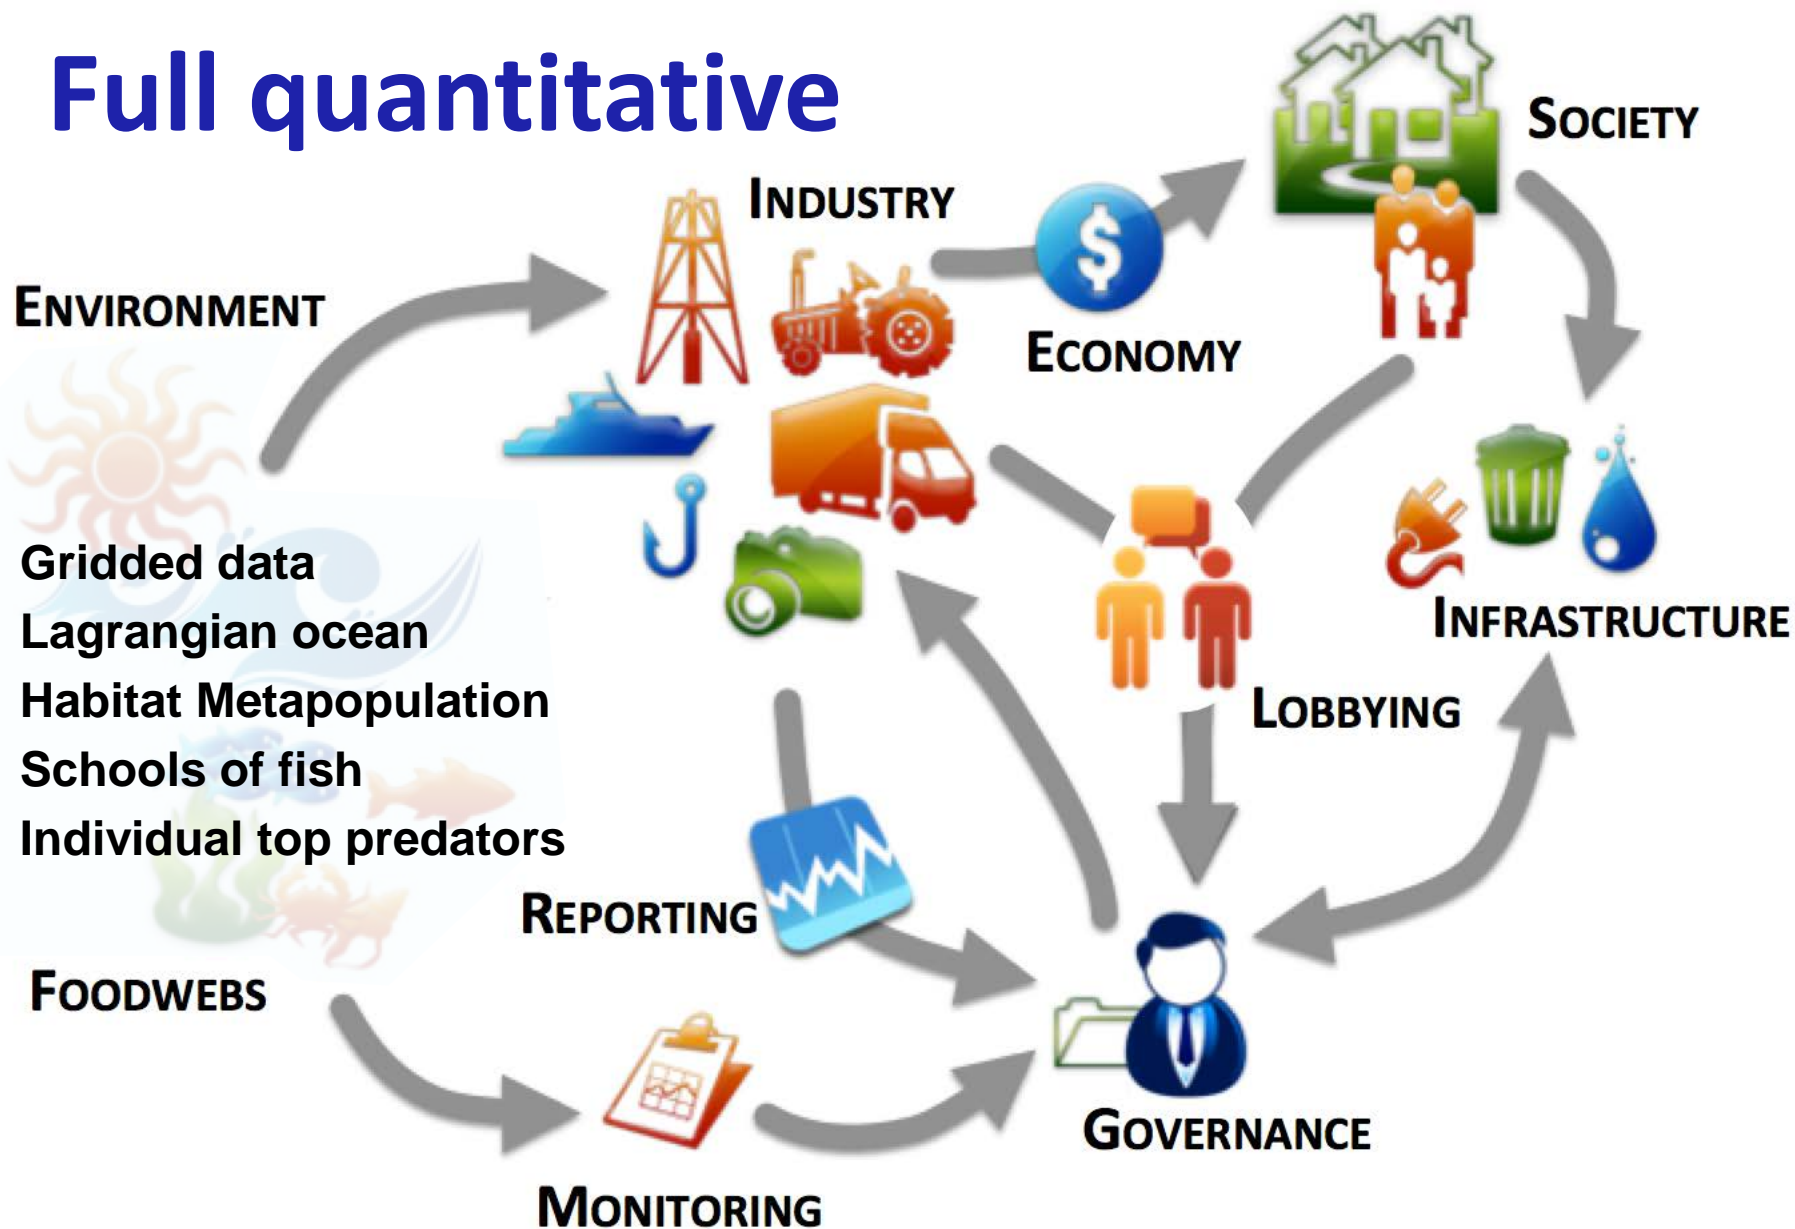 Full quantitative
SOCIETY
INDUSTRY
ENVIRONMENT
$
ECONOMY
Gridded data
Lagrangian ocean
Habitat Metapopulation
Schools of fish
Individual top predators
INFRASTRUCTURE
LOBBYING
REPORTING
FOODWEBS
GOVERNANCE
MONITORING